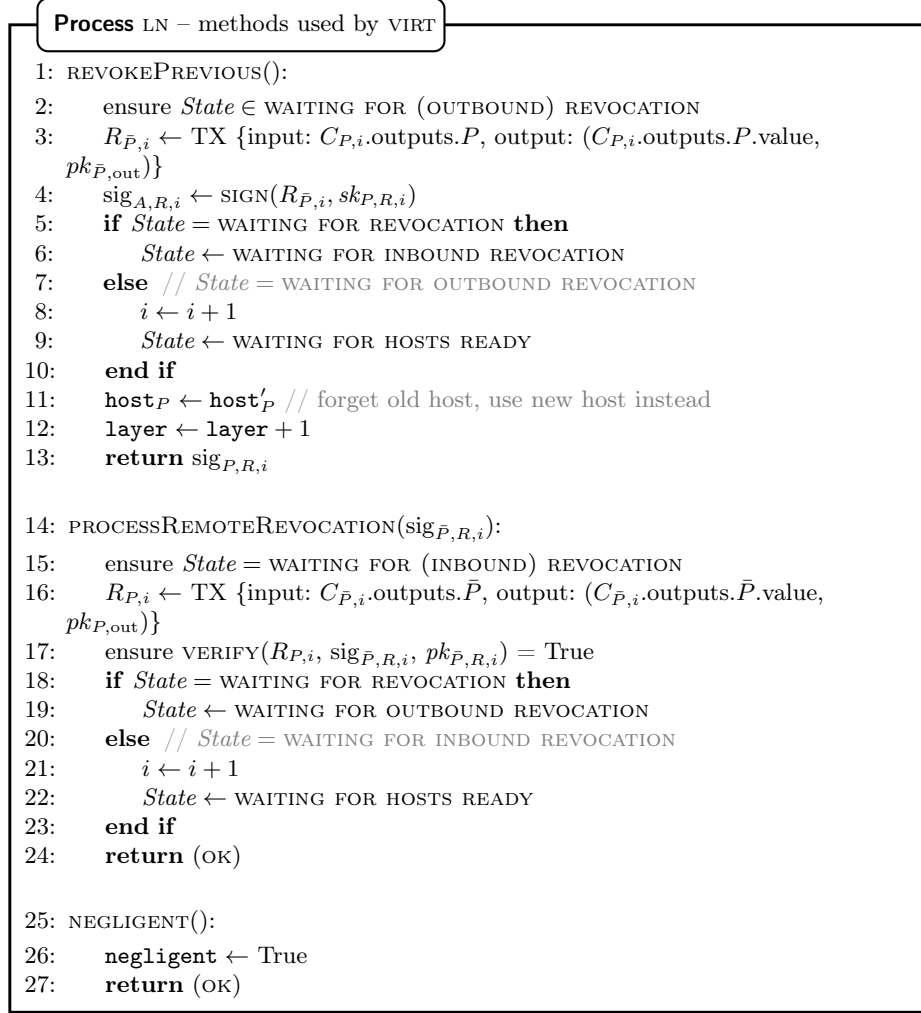 Process LN – methods used by VIRT
1: REVOKEPREVIOUS():
2: ensure State ∈ WAITING FOR (OUTBOUND) REVOCATION
3: R_{P̄,i} ← TX {input: C_{P,i}.outputs.P, output: (C_{P,i}.outputs.P.value,
pk_{P̄,out})}
4: sig_{A,R,i} ← SIGN(R_{P̄,i}, sk_{P,R,i})
5: if State = WAITING FOR REVOCATION then
6: State ← WAITING FOR INBOUND REVOCATION
7: else // State = WAITING FOR OUTBOUND REVOCATION
8: i ← i + 1
9: State ← WAITING FOR HOSTS READY
10: end if
11: host_P ← host′_P // forget old host, use new host instead
12: layer ← layer + 1
13: return sig_{P,R,i}
14: PROCESSREMOTEREVOCATION(sig_{P̄,R,i}):
15: ensure State = WAITING FOR (INBOUND) REVOCATION
16: R_{P,i} ← TX {input: C_{P̄,i}.outputs.P̄, output: (C_{P̄,i}.outputs.P̄.value,
pk_{P,out})}
17: ensure VERIFY(R_{P,i}, sig_{P̄,R,i}, pk_{P̄,R,i}) = True
18: if State = WAITING FOR REVOCATION then
19: State ← WAITING FOR OUTBOUND REVOCATION
20: else // State = WAITING FOR INBOUND REVOCATION
21: i ← i + 1
22: State ← WAITING FOR HOSTS READY
23: end if
24: return (OK)
25: NEGLIGENT():
26: negligent ← True
27: return (OK)